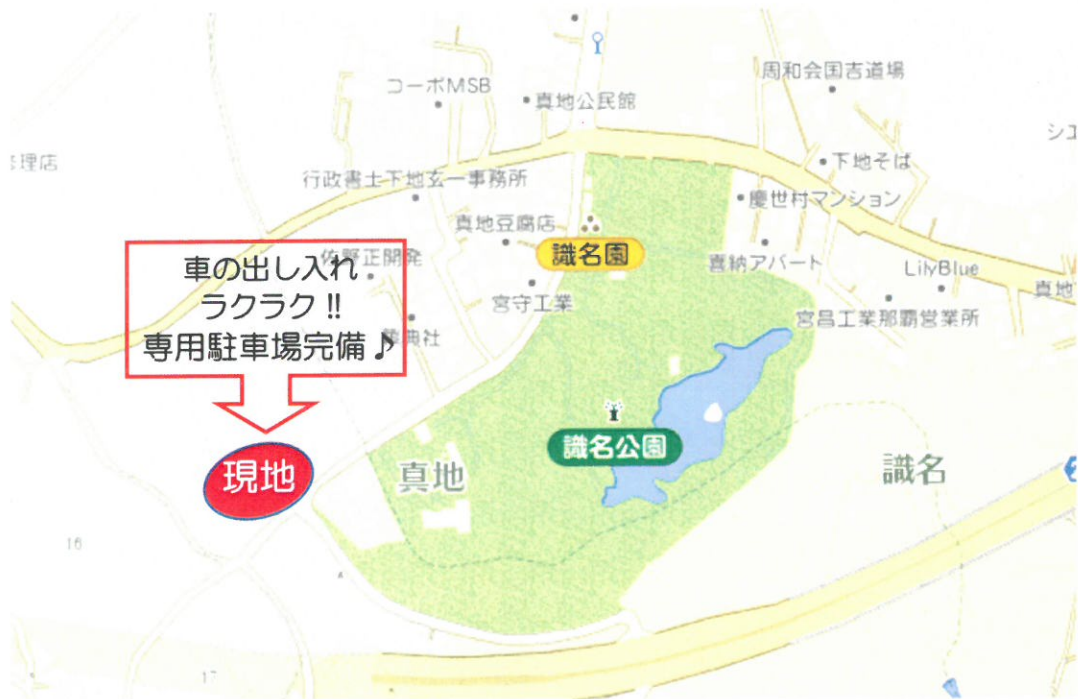 周和会国吉道場
コーポMSB
真地公民館
シエ
理店
下地そば
行政書士下地玄一事務所
慶世村マンション
真地豆腐店
識名園
佐野正開発
喜納アパート
LilyBlue
真地
車の出し入れ
ラクラク!!
専用駐車場完備♪
宮守工業
宮昌工業那覇営業所
典社
識名公園
現地
真地
識名
16
17